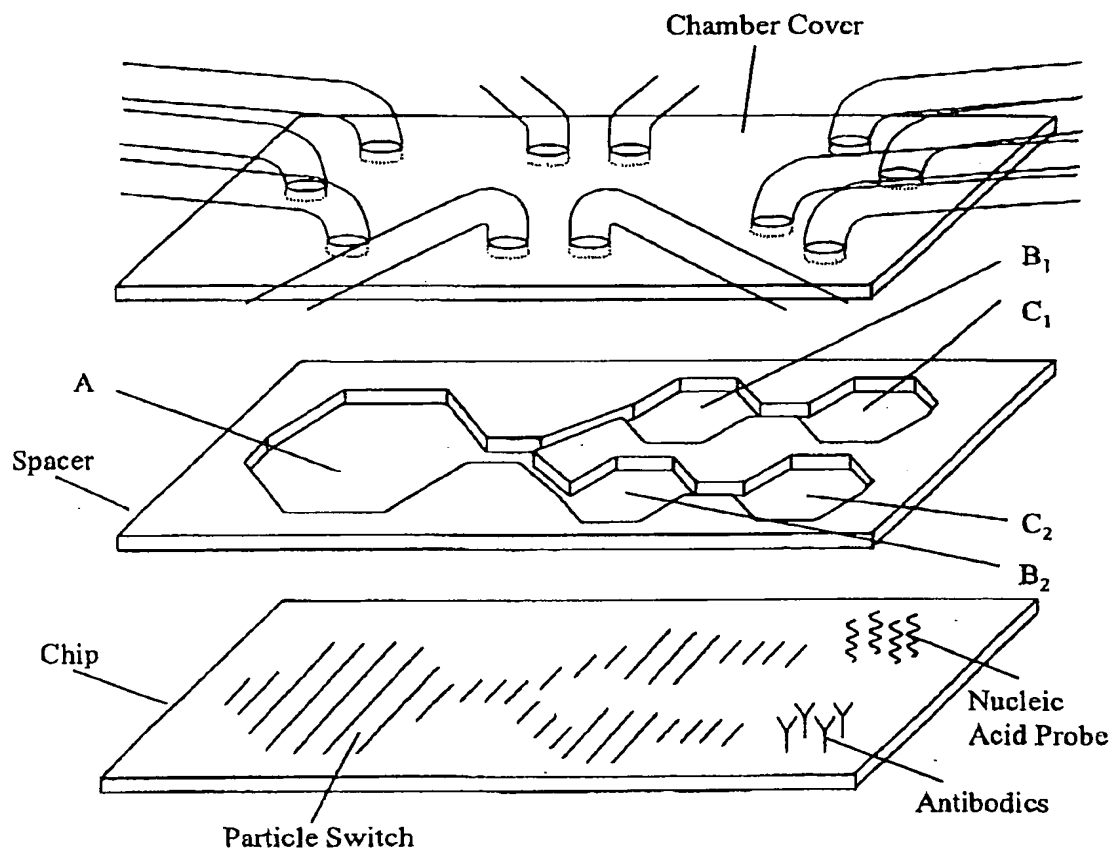 Chamber Cover
B1
C1
A
Spacer
C2
B2
Chip
Nucleic
Acid Probe
Antibodics
Particle Switch